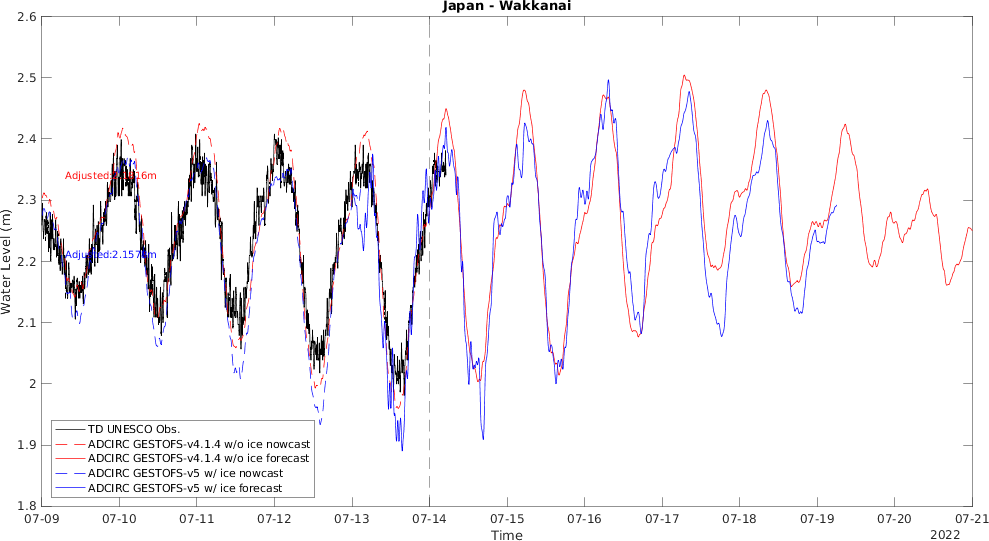 Japan - Wakkanai
2.6
2.5
2.4
2.3
2.2
2.1
2
1.9
1.8
Water Level (m)
Adjusted:
Adjusted:2.157
TD UNESCO Obs.
ADCIRC GESTOFS-v4.1.4 w/o ice nowcast
ADCIRC GESTOFS-v4.1.4 w/o ice forecast
ADCIRC GESTOFS-v5 w/ ice nowcast
ADCIRC GESTOFS-v5 w/ ice forecast
07-09 07-10 07-11 07-12 07-13 07-14 07-15 07-16 07-17 07-18 07-19 07-20 07-21
Time
2022